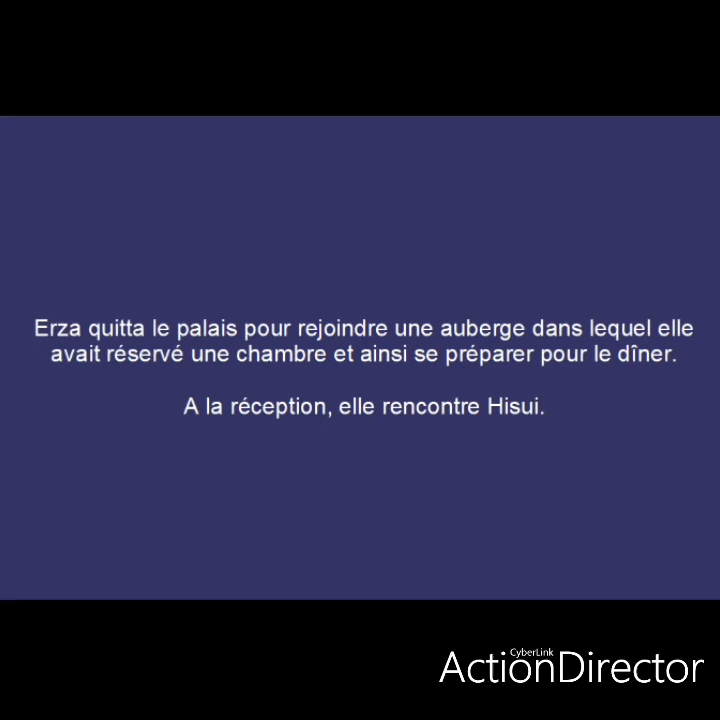 Erza quitta le palais pour rejoindre une auberge dans lequel elle
avait réservé une chambre et ainsi se préparer pour le dîner.
A la réception, elle rencontre Hisui.
CyberLink
ActionDirector